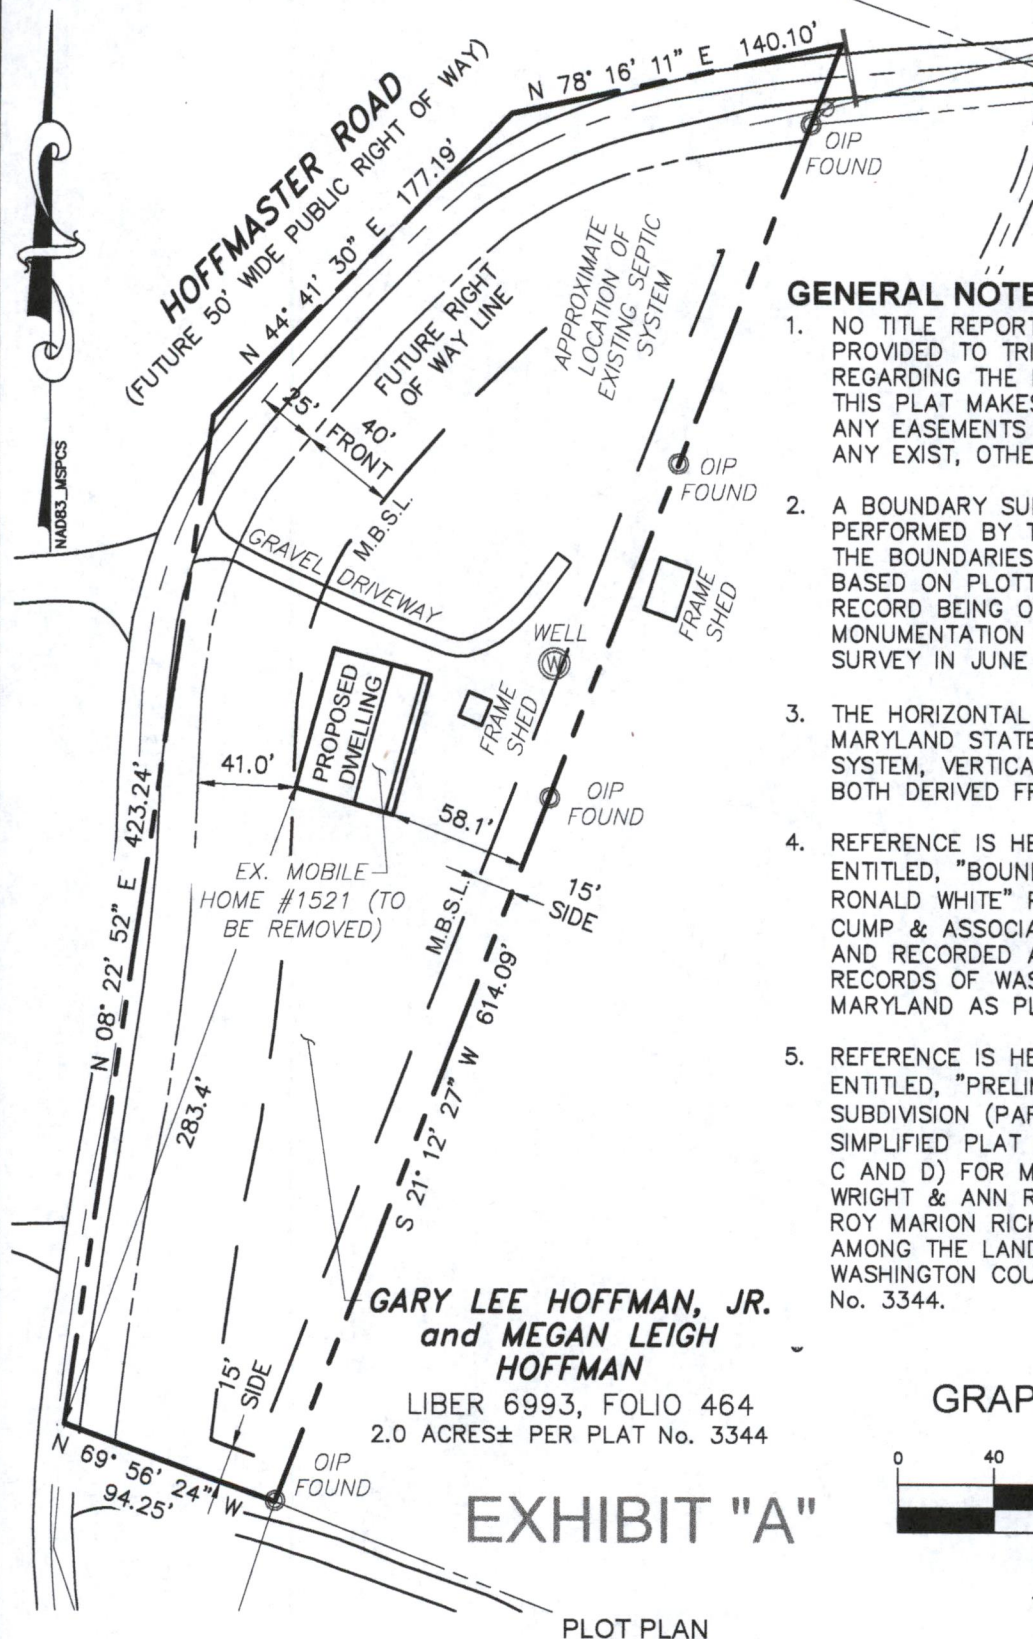 N 78° 16' 11" E 140.10'
HOFFMASTER ROAD
(FUTURE 50' WIDE PUBLIC RIGHT OF WAY)
N 44° 41' 30" E 177.19'
OIP
FOUND
APPROXIMATE
LOCATION OF
EXISTING SEPTIC
SYSTEM
FUTURE RIGHT
OF WAY LINE
25'
40'
FRONT
M.B.S.L.
NAD83_MSPCS
OIP
FOUND
GRAVEL DRIVEWAY
FRAME
SHED
WELL
W
PROPOSED
DWELLING
FRAME
SHED
41.0'
58.1'
OIP
FOUND
EX. MOBILE
HOME #1521 (TO
BE REMOVED)
15'
SIDE
M.B.S.L.
N 08° 22' 52" E 423.24'
283.4'
S 21° 12' 27" W 614.09'
GARY LEE HOFFMAN, JR.
and MEGAN LEIGH
HOFFMAN
LIBER 6993, FOLIO 464
2.0 ACRES± PER PLAT No. 3344
15'
SIDE
N 69° 56' 24" W
94.25'
OIP
FOUND
EXHIBIT "A"
PLOT PLAN
GENERAL NOTE
1. NO TITLE REPORT
PROVIDED TO TRI
REGARDING THE
THIS PLAT MAKES
ANY EASEMENTS
ANY EXIST, OTHE
2. A BOUNDARY SU
PERFORMED BY T
THE BOUNDARIES
BASED ON PLOTT
RECORD BEING O
MONUMENTATION
SURVEY IN JUNE
3. THE HORIZONTAL
MARYLAND STATE
SYSTEM, VERTICA
BOTH DERIVED FR
4. REFERENCE IS HE
ENTITLED, "BOUN
RONALD WHITE" P
CUMP & ASSOCIA
AND RECORDED A
RECORDS OF WAS
MARYLAND AS PL
5. REFERENCE IS HE
ENTITLED, "PRELIM
SUBDIVISION (PAR
SIMPLIFIED PLAT
C AND D) FOR M
WRIGHT & ANN R
ROY MARION RICK
AMONG THE LAND
WASHINGTON COU
No. 3344.
GRAP
0 40